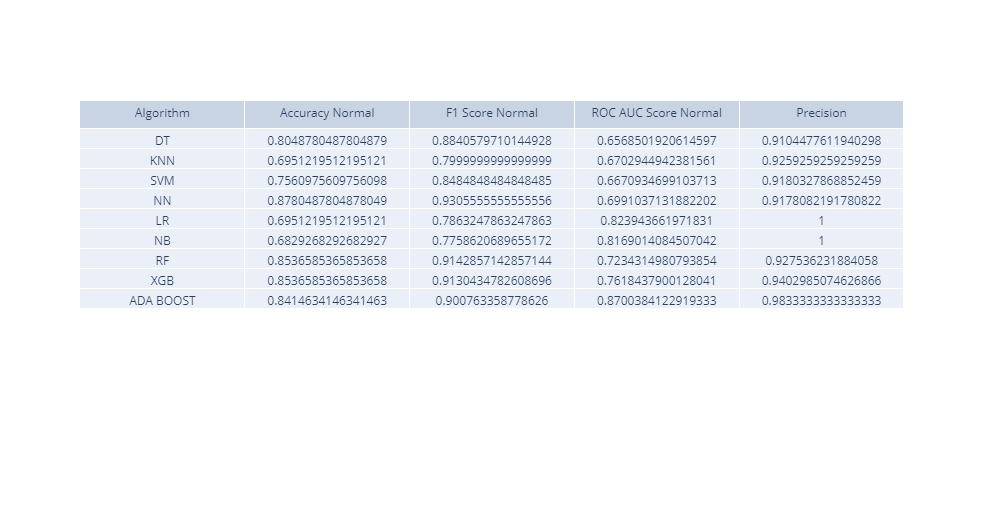 Algorithm Accuracy Normal F1 Score Normal ROC AUC Score Normal Precision
DT 0.8048780487804879 0.8840579710144928 0.6568501920614597 0.9104477611940298
KNN 0.6951219512195121 0.7999999999999999 0.6702944942381561 0.9259259259259259
SVM 0.7560975609756098 0.8484848484848485 0.6670934699103713 0.9180327868852459
NN 0.8780487804878049 0.9305555555555556 0.6991037131882202 0.9178082191780822
LR 0.6951219512195121 0.7863247863247863 0.823943661971831 1
NB 0.6829268292682927 0.7758620689655172 0.8169014084507042 1
RF 0.8536585365853658 0.9142857142857144 0.7234314980793854 0.927536231884058
XGB 0.8536585365853658 0.9130434782608696 0.7618437900128041 0.9402985074626866
ADA BOOST 0.8414634146341463 0.900763358778626 0.8700384122919333 0.9833333333333333